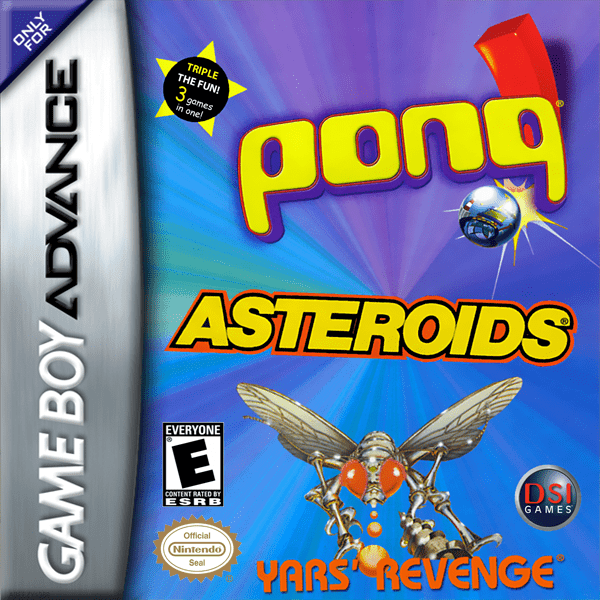 ONLY
FOR
GAME BOY ADVANCE
TRIPLE
THE FUN!
3 games
in one!
pong®
ASTEROIDS®
EVERYONE
E
®
CONTENT RATED BY
ESRB
Official
Nintendo
Seal
DSI
GAMES
YARS' REVENGE®